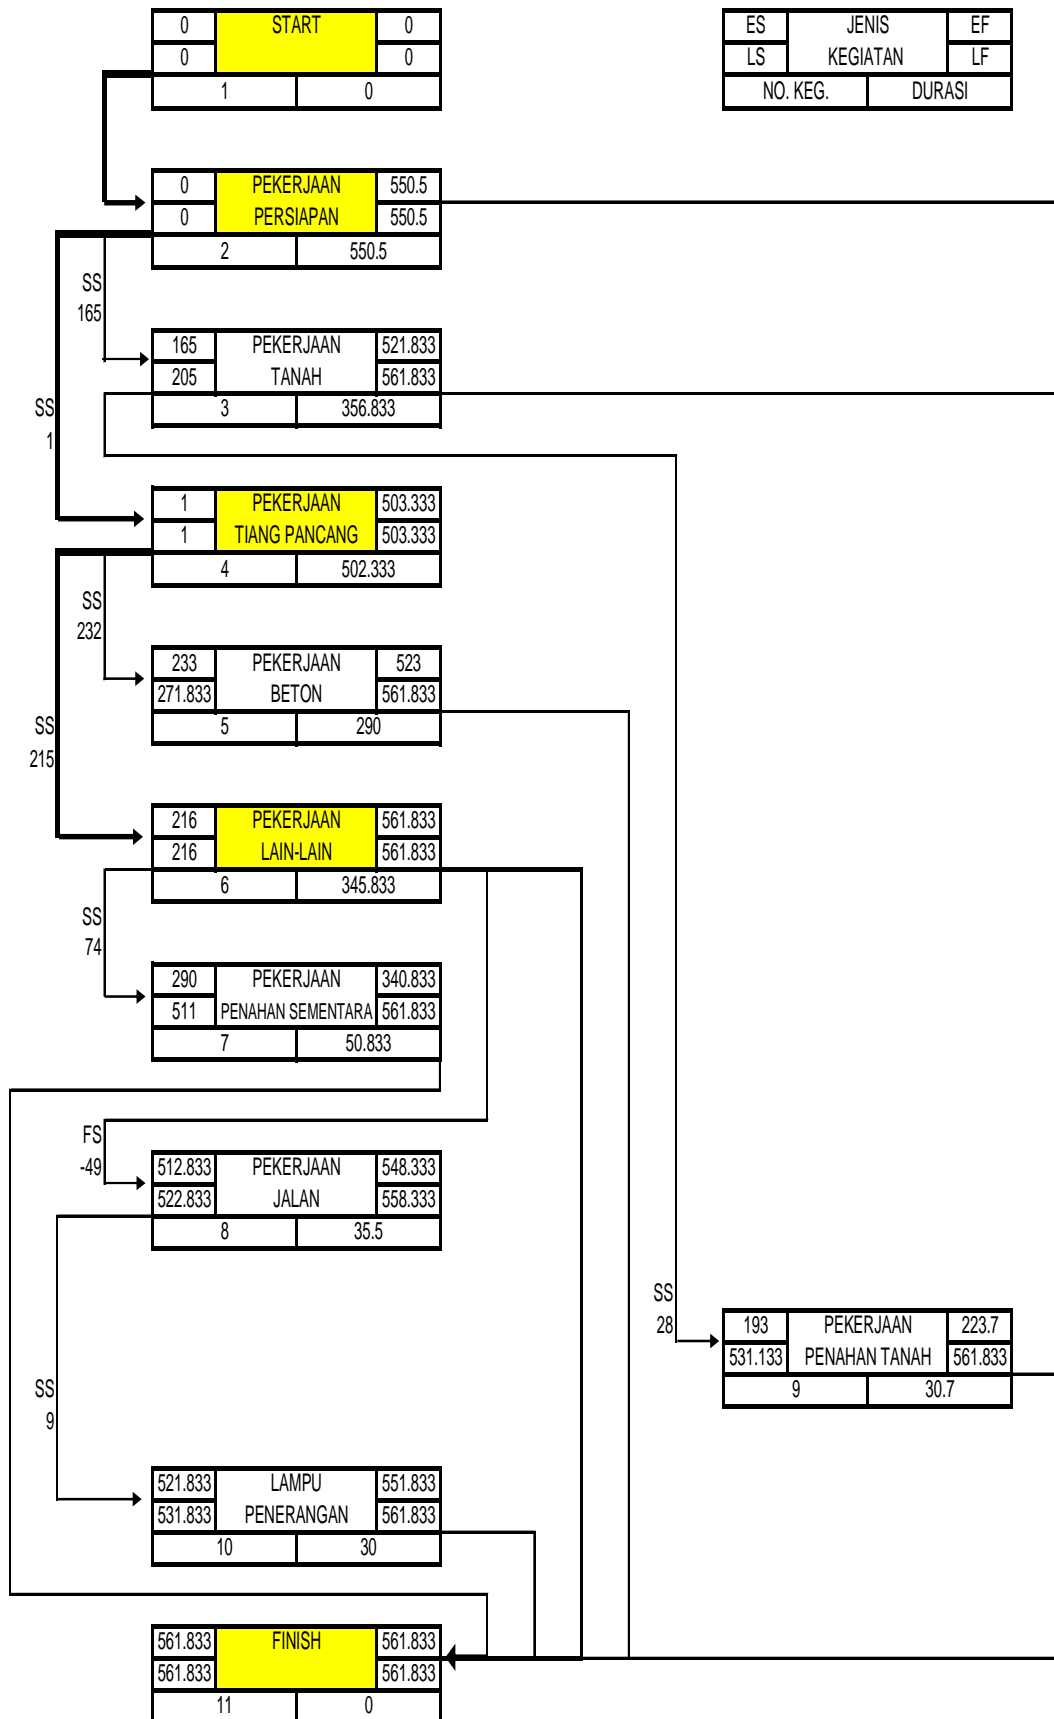 0 START 0
0 0
1 0
ES JENIS EF
LS KEGIATAN LF
NO. KEG. DURASI
0 PEKERJAAN 550.5
0 PERSIAPAN 550.5
2 550.5
SS
165
165 PEKERJAAN 521.833
205 TANAH 561.833
3 356.833
SS
1
1 PEKERJAAN 503.333
1 TIANG PANCANG 503.333
4 502.333
SS
232
233 PEKERJAAN 523
271.833 BETON 561.833
5 290
SS
215
216 PEKERJAAN 561.833
216 LAIN-LAIN 561.833
6 345.833
SS
74
290 PEKERJAAN 340.833
511 PENAHAN SEMENTARA 561.833
7 50.833
FS
-49
512.833 PEKERJAAN 548.333
522.833 JALAN 558.333
8 35.5
SS
28
193 PEKERJAAN 223.7
531.133 PENAHAN TANAH 561.833
9 30.7
SS
9
521.833 LAMPU 551.833
531.833 PENERANGAN 561.833
10 30
561.833 FINISH 561.833
561.833 561.833
11 0